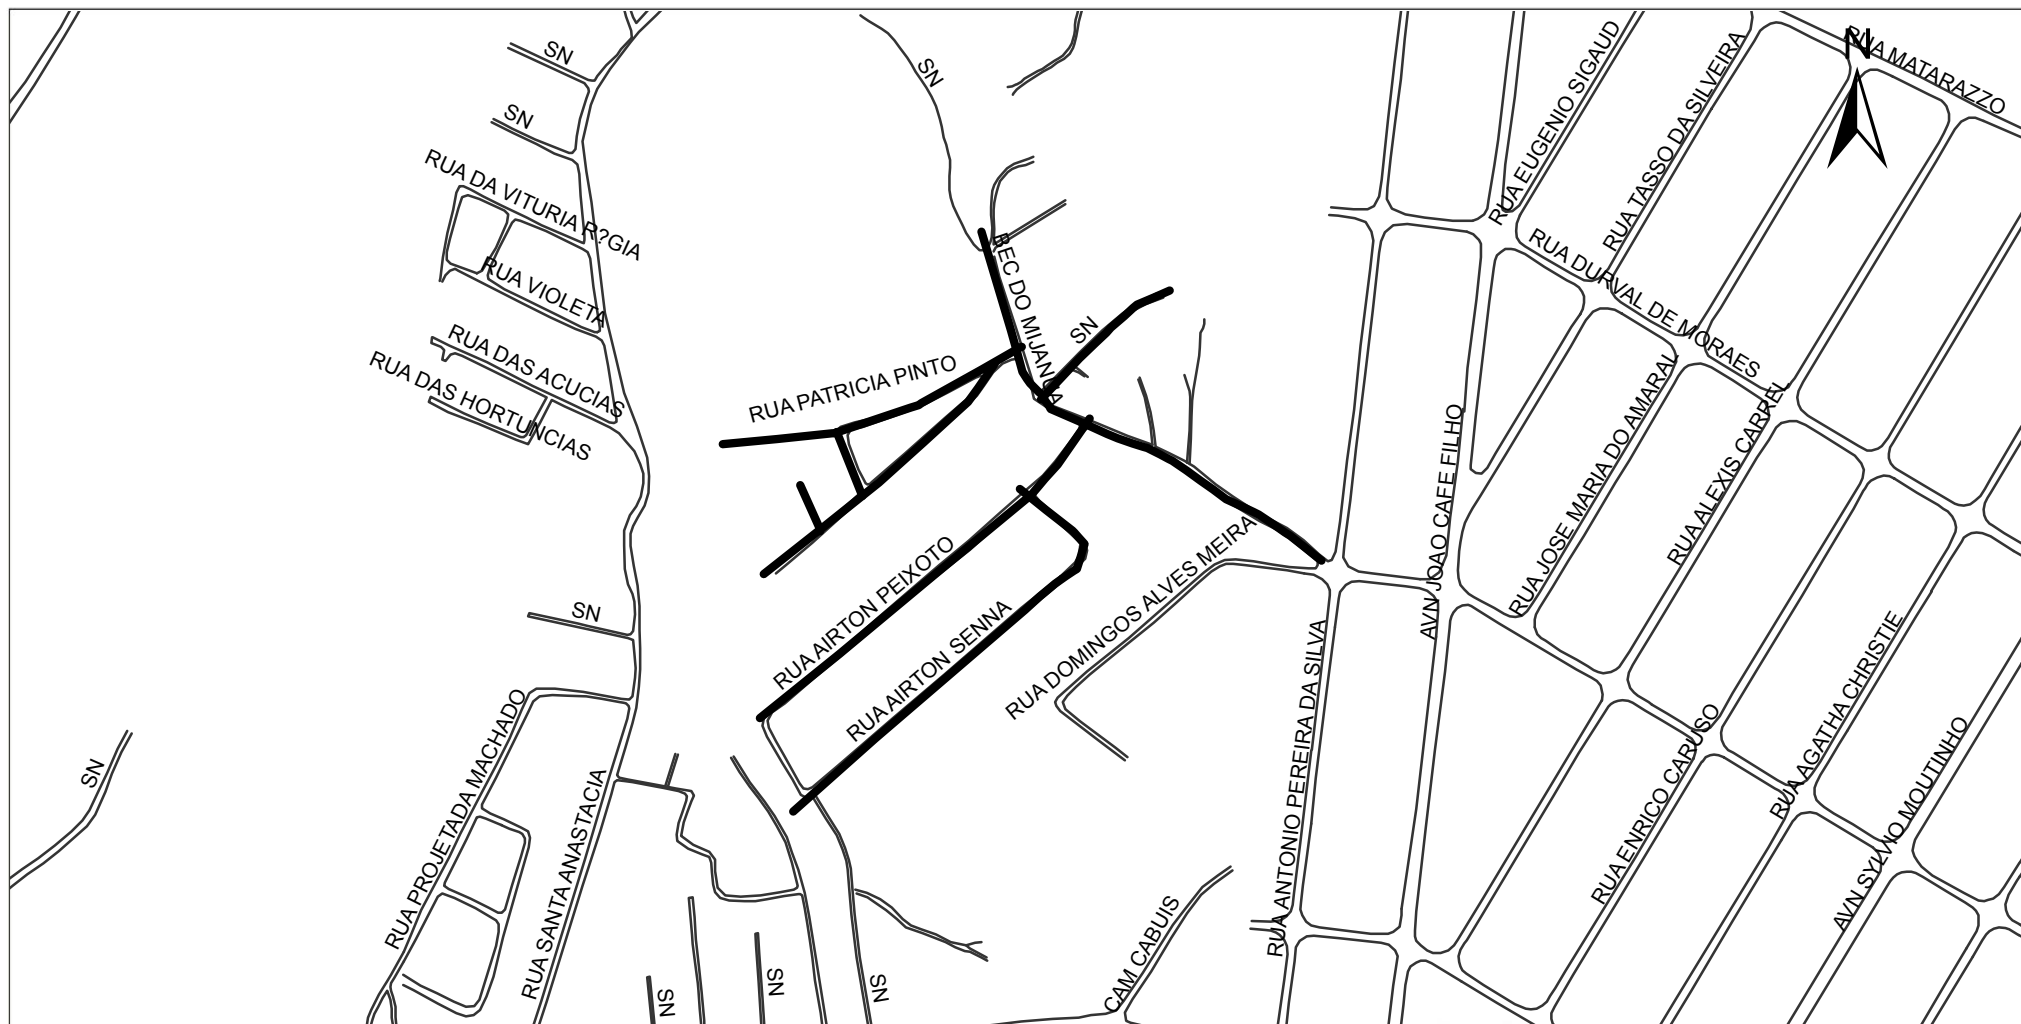 SN
SN
RUA MATARAZZO
N
RUA EUGENIO SIGAUD
RUA TASSO DA SILVEIRA
SN
RUA DA VITURIA R?GIA
RUA DURVAL DE MORAES
BEC DO MIJANUA
RUA VIOLETA
SN
RUA DAS ACUCIAS
RUA PATRICIA PINTO
RUA DAS HORTUNCIAS
RUA JOSE MARIA DO AMARAL
RUA ALEXIS CARREL
AVN JOAO CAFE FILHO
RUA AIRTON PEIXOTO
RUA DOMINGOS ALVES MEIRA
SN
RUA AIRTON SENNA
RUA AGATHA CHRISTIE
RUA ANTONIO PEREIRA DA SILVA
RUA PROJETADA MACHADO
RUA ENRICO CARUSO
AVN SYLVIO MOUTINHO
SN
RUA SANTA ANASTACIA
CAM CABUIS
SN
SN
SN